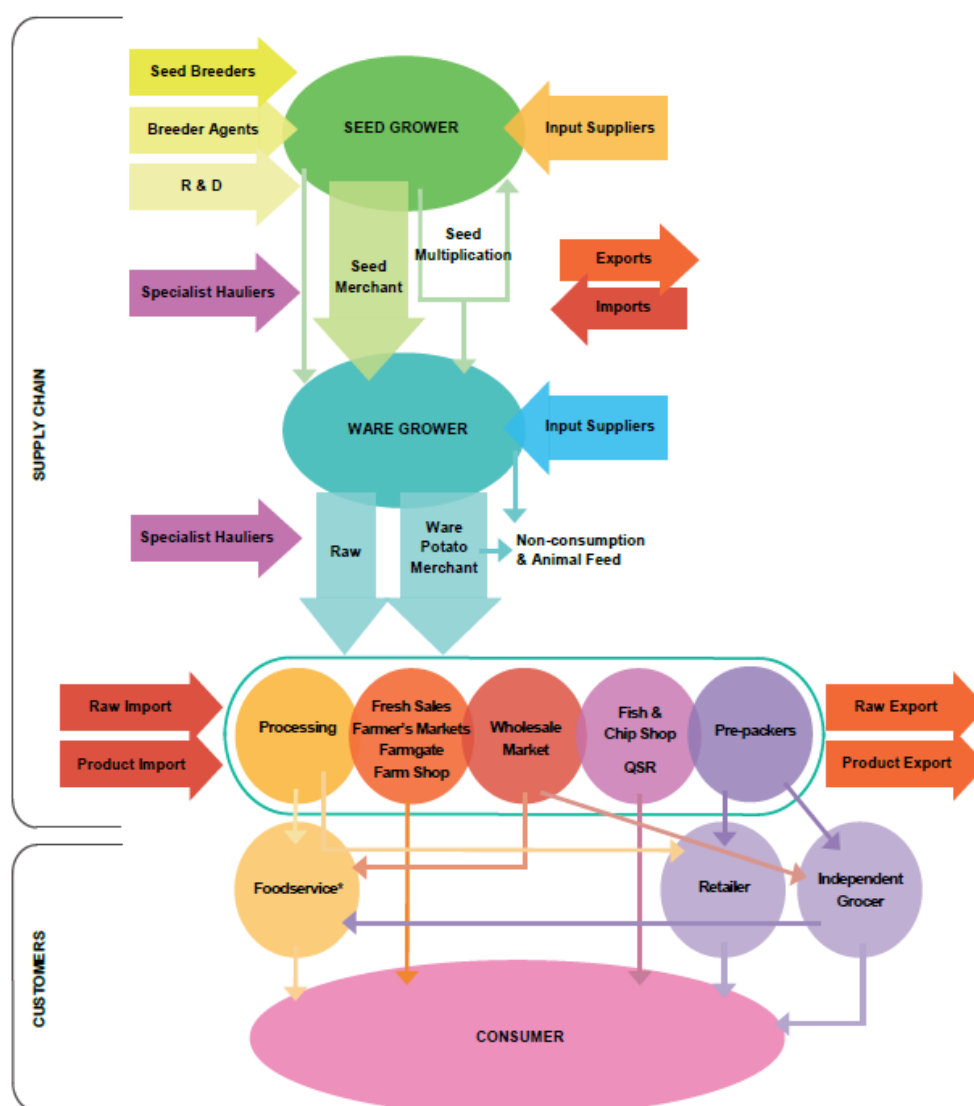 Seed Breeders
Breeder Agents
R & D
SEED GROWER
Input Suppliers
Seed
Multiplication
Seed
Merchant
Specialist Hauliers
Exports
Imports
SUPPLY CHAIN
WARE GROWER
Input Suppliers
Specialist Hauliers
Raw
Ware
Potato
Merchant
Non-consumption
& Animal Feed
Raw Import
Product Import
Processing
Fresh Sales
Farmer's Markets
Farmgate
Farm Shop
Wholesale
Market
Fish &
Chip Shop
QSR
Pre-packers
Raw Export
Product Export
CUSTOMERS
Foodservice*
Retailer
Independent
Grocer
CONSUMER